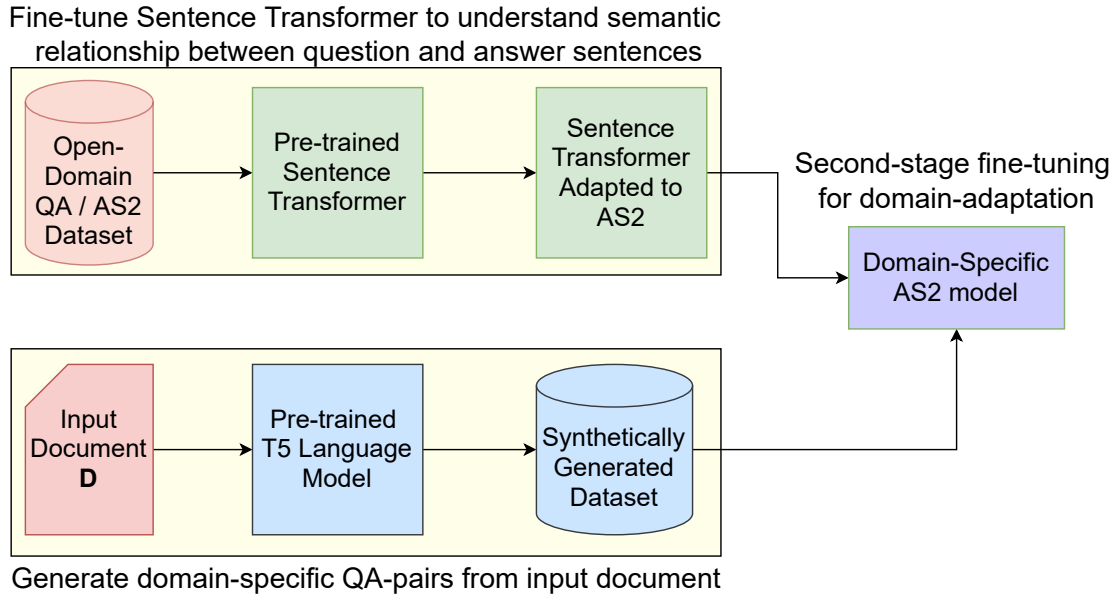 Fine-tune Sentence Transformer to understand semantic
relationship between question and answer sentences
Open-
Domain
QA / AS2
Dataset
Pre-trained
Sentence
Transformer
Sentence
Transformer
Adapted to
AS2
Second-stage fine-tuning
for domain-adaptation
Domain-Specific
AS2 model
Input
Document
D
Pre-trained
T5 Language
Model
Synthetically
Generated
Dataset
Generate domain-specific QA-pairs from input document